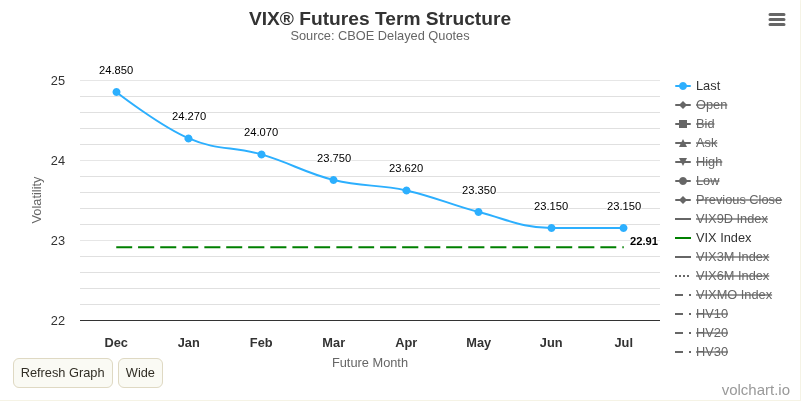 VIX® Futures Term Structure
Source: CBOE Delayed Quotes
Volatility
25
24
23
22
24.850
24.270
24.070
23.750
23.620
23.350
23.150
23.150
22.91
Dec Jan Feb Mar Apr May Jun Jul
Future Month
Last
Open
Bid
Ask
High
Low
Previous Close
VIX9D Index
VIX Index
VIX3M Index
VIX6M Index
VIXMO Index
HV10
HV20
HV30
Refresh Graph Wide
volchart.io